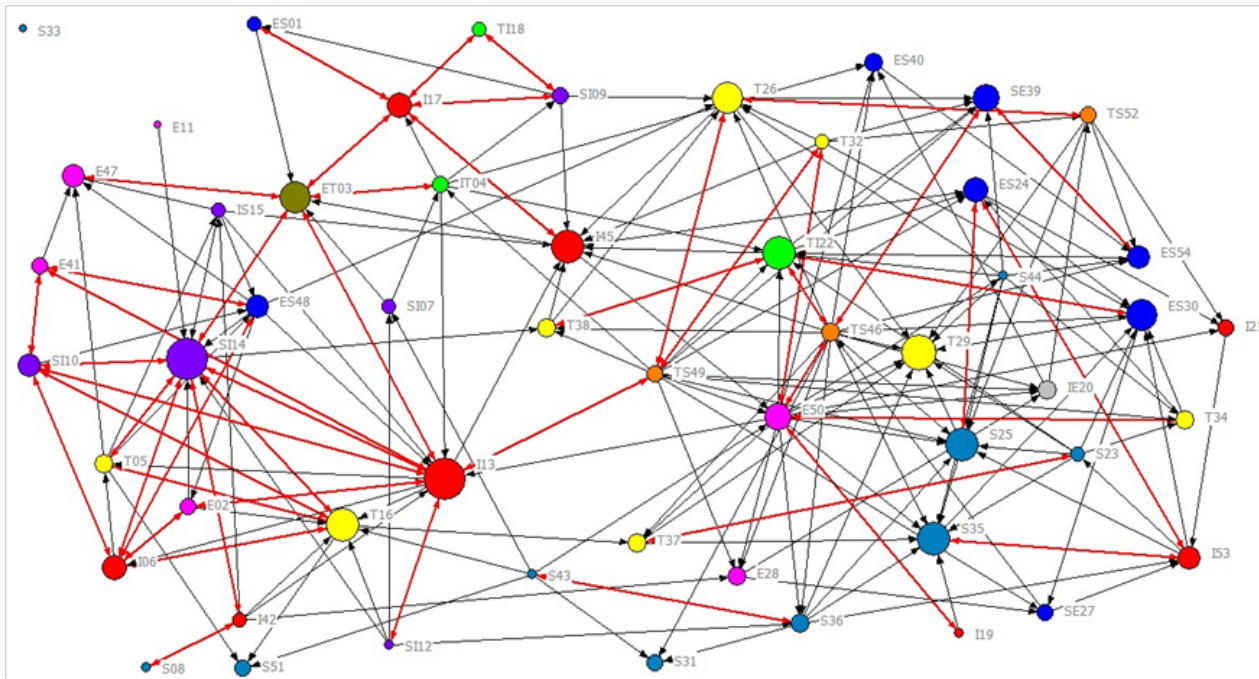 S33
ES01
TI18
ES40
SI09
T26
SE39
I17
TS52
E11
T32
E47
ET03
IT04
ES24
IS15
I45
TI22
ES54
E41
S44
ES48
SI07
ES30
T38
TS46
I2
SI14
T29
SI10
TS49
IE20
E50
T34
S25
S23
T05
I13
E02
T16
S35
T37
I53
I06
S43
E28
SE27
I42
S36
I19
SI12
S08
S51
S31